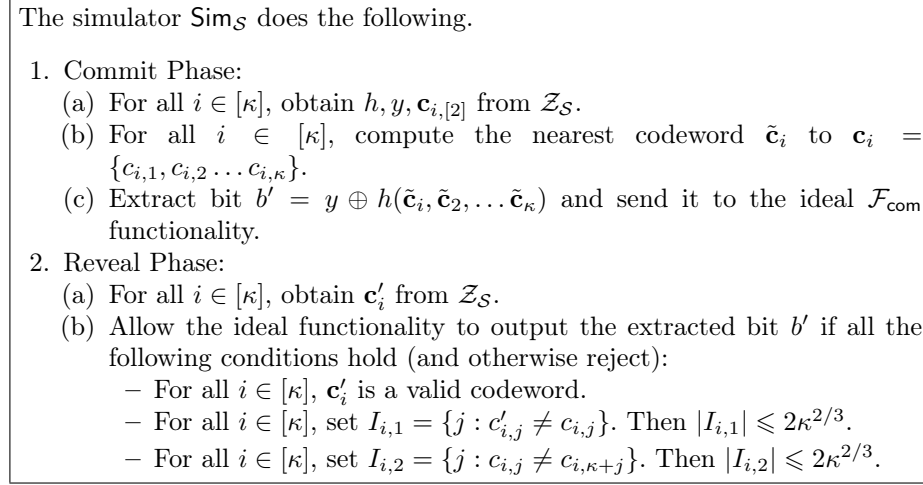 The simulator Sim_𝒮 does the following.
1. Commit Phase:
(a) For all i ∈ [κ], obtain h, y, 𝐜_{i,[2]} from 𝒵_𝒮.
(b) For all i ∈ [κ], compute the nearest codeword 𝐜̃_i to 𝐜_i =
{c_{i,1}, c_{i,2} … c_{i,κ}}.
(c) Extract bit b′ = y ⊕ h(𝐜̃_i, 𝐜̃_2, … 𝐜̃_κ) and send it to the ideal ℱ_com
functionality.
2. Reveal Phase:
(a) For all i ∈ [κ], obtain 𝐜′_i from 𝒵_𝒮.
(b) Allow the ideal functionality to output the extracted bit b′ if all the
following conditions hold (and otherwise reject):
– For all i ∈ [κ], 𝐜′_i is a valid codeword.
– For all i ∈ [κ], set I_{i,1} = {j : c′_{i,j} ≠ c_{i,j}}. Then |I_{i,1}| ⩽ 2κ^{2/3}.
– For all i ∈ [κ], set I_{i,2} = {j : c_{i,j} ≠ c_{i,κ+j}}. Then |I_{i,2}| ⩽ 2κ^{2/3}.